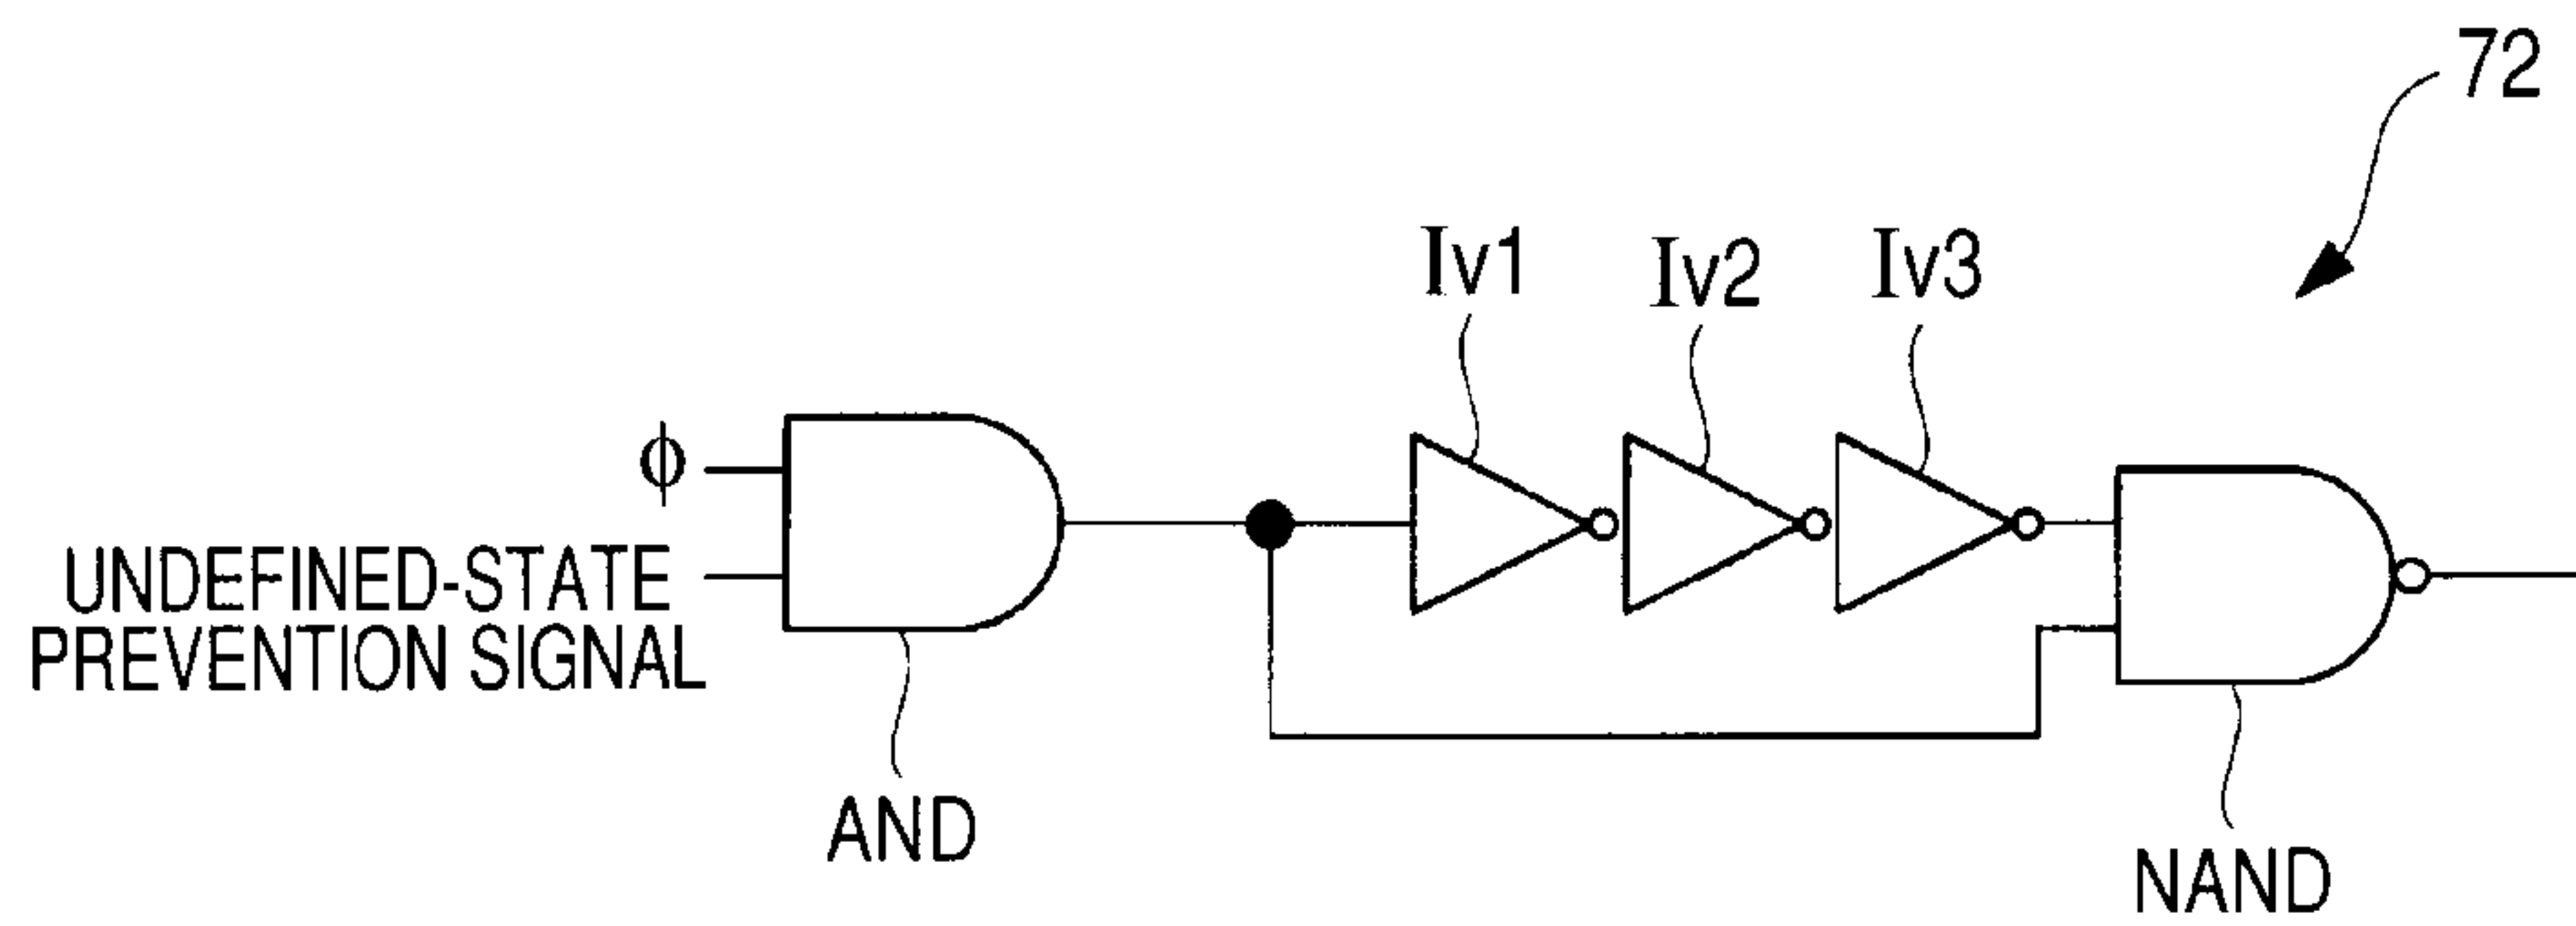 72
Iv1
Iv2
Iv3
ϕ
UNDEFINED-STATE
PREVENTION SIGNAL
AND
NAND